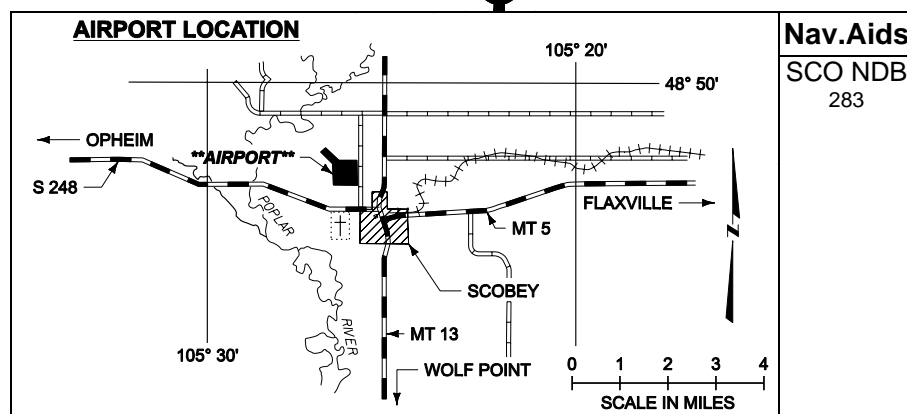 AIRPORT LOCATION
105° 20'
48° 50'
OPHEIM
**AIRPORT**
S 248
POPLAR
RIVER
FLAXVILLE
MT 5
N
SCOBEY
MT 13
105° 30'
WOLF POINT
0 1 2 3 4
SCALE IN MILES
Nav.Aids
SCO NDB
283